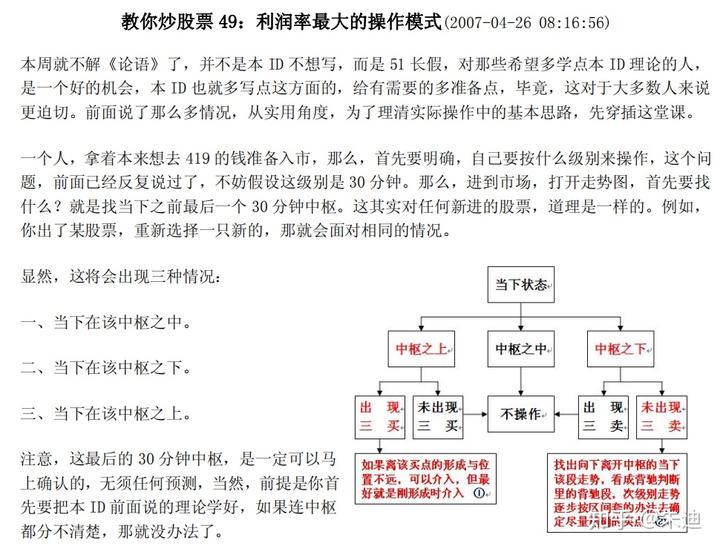 教你炒股票 49：利润率最大的操作模式(2007-04-26 08:16:56)
本周就不解《论语》了，并不是本 ID 不想写，而是 51 长假，对那些希望多学点本 ID 理论的人，
是一个好的机会，本 ID 也就多写点这方面的，给有需要的多准备点，毕竟，这对于大多数人来说
更迫切。前面说了那么多情况，从实用角度，为了理清实际操作中的基本思路，先穿插这堂课。
一个人，拿着本来想去 419 的钱准备入市，那么，首先要明确，自己要按什么级别来操作，这个问
题，前面已经反复说过了，不妨假设这级别是 30 分钟。那么，进到市场，打开走势图，首先要找
什么？就是找当下之前最后一个 30 分钟中枢。这其实对任何新进的股票，道理是一样的。例如，
你出了某股票，重新选择一只新的，那就会面对相同的情况。
显然，这将会出现三种情况：
一、当下在该中枢之中。
二、当下在该中枢之下。
三、当下在该中枢之上。
注意，这最后的 30 分钟中枢，是一定可以马
上确认的，无须任何预测，当然，前提是你首
先要把本 ID 前面说的理论学好，如果连中枢
都分不清楚，那就没办法了。
当下状态
中枢之上
中枢之中
中枢之下
出 现
三 买
未出现
三 买
不操作
出 现
三 卖
未出现
三 卖
如果离该买点的形成与位
置不远，可以介入，但最
好就是刚形成时介入 ①
找出向下离开中枢的当下
该段走势，看成背驰判断
里的背驰段，次级别走势
逐步按区间套的办法去确
定尽量精确的买点 ②
知乎 @朱迪